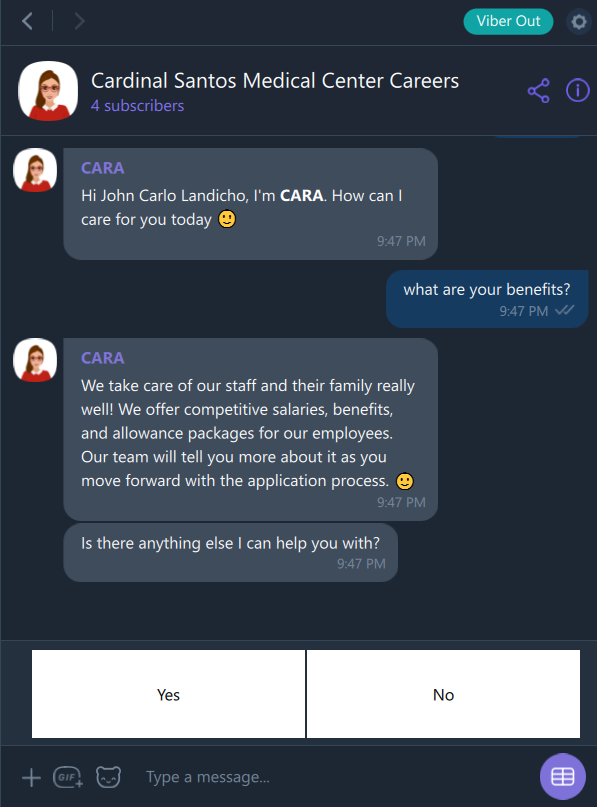 Viber Out
Cardinal Santos Medical Center Careers
4 subscribers
CARA
Hi John Carlo Landicho, I'm CARA. How can I
care for you today 🙂
9:47 PM
what are your benefits?
9:47 PM
CARA
We take care of our staff and their family really
well! We offer competitive salaries, benefits,
and allowance packages for our employees.
Our team will tell you more about it as you
move forward with the application process. 🙂
9:47 PM
Is there anything else I can help you with?
9:47 PM
Yes
No
GIF
Type a message...